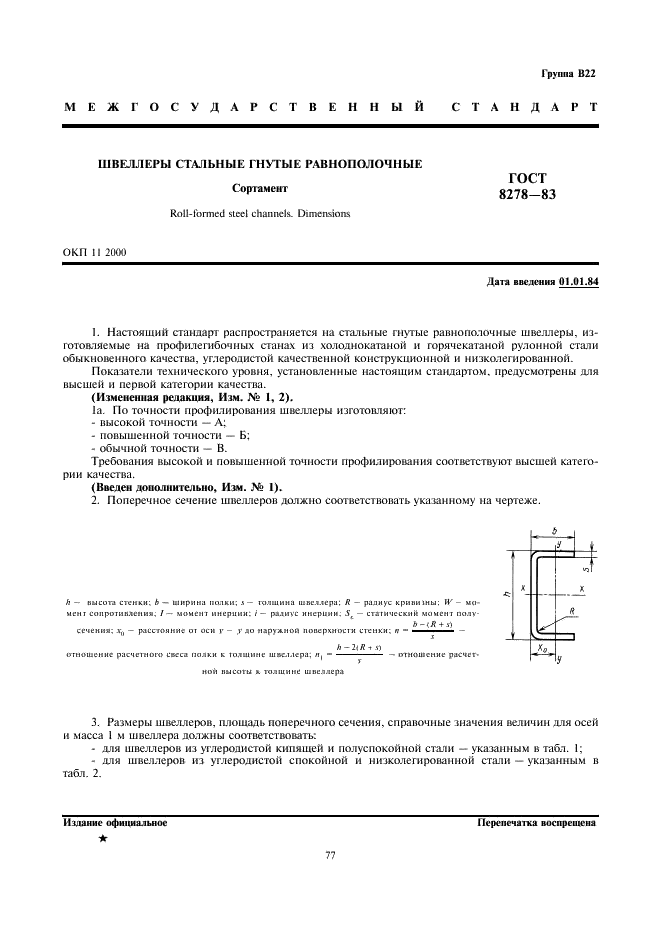 Группа В22
МЕЖГОСУДАРСТВЕННЫЙ СТАНДАРТ
ШВЕЛЛЕРЫ СТАЛЬНЫЕ ГНУТЫЕ РАВНОПОЛОЧНЫЕ
Сортамент
Roll-formed steel channels. Dimensions
ГОСТ
8278—83
ОКП 11 2000
Дата введения 01.01.84
1. Настоящий стандарт распространяется на стальные гнутые равнополочные швеллеры, из-
готовляемые на профилегибочных станах из холоднокатаной и горячекатаной рулонной стали
обыкновенного качества, углеродистой качественной конструкционной и низколегированной.
Показатели технического уровня, установленные настоящим стандартом, предусмотрены для
высшей и первой категории качества.
(Измененная редакция, Изм. № 1, 2).
1а. По точности профилирования швеллеры изготовляют:
- высокой точности — А;
- повышенной точности — Б;
- обычной точности — В.
Требования высокой и повышенной точности профилирования соответствуют высшей катего-
рии качества.
(Введен дополнительно, Изм. № 1).
2. Поперечное сечение швеллеров должно соответствовать указанному на чертеже.
b
y
s
h
x x
R
x₀
y
h — высота стенки; b — ширина полки; s — толщина швеллера; R — радиус кривизны; W — мо-
мент сопротивления; I — момент инерции; i — радиус инерции; Sₓ — статический момент полу-
сечения; x₀ — расстояние от оси y — y до наружной поверхности стенки; n = b − (R + s) / s —
отношение расчетного свеса полки к толщине швеллера; n₁ = h − 2(R + s) / s — отношение расчет-
ной высоты к толщине швеллера
3. Размеры швеллеров, площадь поперечного сечения, справочные значения величин для осей
и масса 1 м швеллера должны соответствовать:
- для швеллеров из углеродистой кипящей и полуспокойной стали — указанным в табл. 1;
- для швеллеров из углеродистой спокойной и низколегированной стали — указанным в
табл. 2.
Издание официальное
Перепечатка воспрещена
★
77